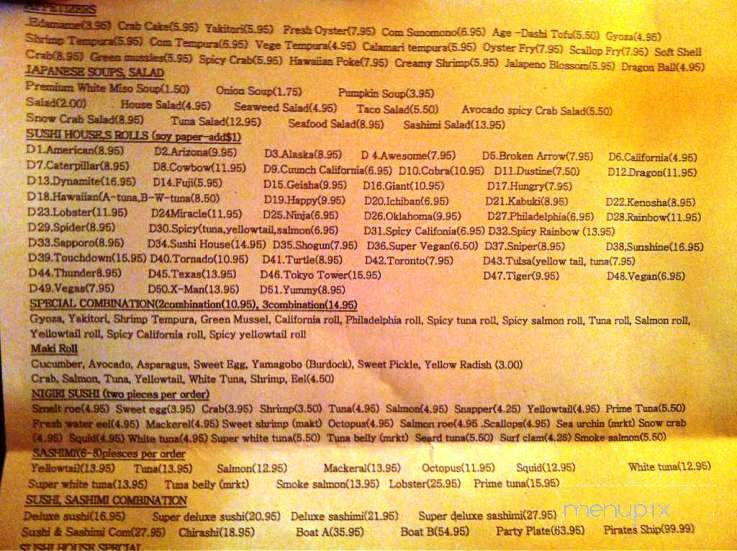 APPETIZERS
Edamame(3.95) Crab Cake(5.95) Yakitori(5.95) Fresh Oyster(7.95) Com Sunomono(6.95) Age -Dashi Tofu(5.50) Gyoza(4.95)
Shrimp Tempura(5.95) Com Tempura(5.95) Vege Tempura(4.95) Calamari tempura(5.95) Oyster Fry(7.95) Scallop Fry(7.95) Soft Shell
Crab(8.95) Green mussles(5.95) Spicy Crab(5.95) Hawaiian Poke(7.95) Creamy Shrimp(5.95) Jalapeno Blossom(5.95) Dragon Ball(4.95)
JAPANESE SOUPS, SALAD
Premium White Miso Soup(1.50) Onion Soup(1.75) Pumpkin Soup(3.95)
Salad(2.00) House Salad(4.95) Seaweed Salad(4.95) Taco Salad(5.50) Avocado spicy Crab Salad(5.50)
Snow Crab Salad(8.95) Tuna Salad(12.95) Seafood Salad(8.95) Sashimi Salad(13.95)
SUSHI HOUSE,S ROLLS (soy paper-add$1)
D1.American(8.95) D2.Arizona(9.95) D3.Alaska(8.95) D 4.Awesome(7.95) D5.Broken Arrow(7.95) D6.California(4.95)
D7.Caterpillar(8.95) D8.Cowbow(11.95) D9.Cuunch California(6.95) D10.Cobra(10.95) D11.Dustine(7.50) D12.Dragon(11.95)
D13.Dynamite(16.95) D14.Fuji(5.95) D15.Geisha(9.95) D16.Giant(10.95) D17.Hungry(7.95)
D18.Hawaiian(A-tuna,B-W-tuna(8.50) D19.Happy(9.95) D20.Ichiban(6.95) D21.Kabuki(8.95) D22.Kenosha(8.95)
D23.Lobster(11.95) D24Miracle(11.95) D25.Ninja(6.95) D26.Oklahoma(9.95) D27.Philadelphia(6.95) D28.Rainbow(11.95)
D29.Spider(8.95) D30.Spicy(tuna,yellowtail,salmon(6.95) D31.Spicy Califonia(6.95) D32.Spicy Rainbow (13.95)
D33.Sapporo(8.95) D34.Sushi House(14.95) D35.Shogun(7.95) D36.Super Vegan(6.50) D37.Sniper(8.95) D38,Sunshine(16.95)
D39.Touchdown(15.95) D40.Tornado(10.95) D41.Turtle(8.95) D42.Toronto(7.95) D43.Tulsa(yellow tail, tuna(7.95)
D44.Thunder8.95) D45.Texas(13.95) D46.Tokyo Tower(15.95) D47.Tiger(9.95) D48.Vegan(6.95)
D49.Vegas(7.95) D50.X-Man(13.95) D51.Yummy(8.95)
SPECIAL COMBINATION(2combination(10.95), 3combination(14.95)
Gyoza, Yakitori, Shrimp Tempura, Green Mussel, California roll, Philadelphia roll, Spicy tuna roll, Spicy salmon roll, Tuna roll, Salmon roll,
Yellowtail roll, Spicy California roll, Spicy yellowtail roll
Maki Roll
Cucumber, Avocado, Asparagus, Sweet Egg, Yamagobo (Burdock), Sweet Pickle, Yellow Radish (3.00)
Crab, Salmon, Tuna, Yellowtail, White Tuna, Shrimp, Eel(4.50)
NIGIRI SUSHI (two pieces per order)
Smelt roe(4.95) Sweet egg(3.95) Crab(3.95) Shrimp(3.50) Tuna(4.95) Salmon(4.95) Snapper(4.25) Yellowtail(4.95) Prime Tuna(5.50)
Fresh water eel(4.95) Mackerel(4.95) Sweet shrimp (makt) Octopus(4.95) Salmon roe(4.95 .Scallops(4.95) Sea urchin (mrkt) Snow crab
(4.95) Squid(4.95) White tuna(4.95) Super white tuna(5.50) Tuna belly (mrkt) Seard tuna(5.50) Surf clam(4.25) Smoke salmon(5.50)
SASHIMI(6-8)piesces per order
Yellowtail(13.95) Tuna(13.95) Salmon(12.95) Mackeral(13.95) Octopus(11.95) Squid(12.95) White tuna(12.95)
Super white tuna(13.95) Tuna belly (mrkt) Smoke salmon(13.95) Lobster(25.95) Prime tuna(15.95)
SUSHI, SASHIMI COMBINATION
Deluxe sushi(16.95) Super deluxe sushi(20.95) Deluxe sashimi(21.95) Super deluxe sashimi(27.95)
Sushi & Sashimi Com(27.95) Chirashi(18.95) Boat A(35.95) Boat B(54.95) Party Plate(63.95) Pirates Ship(99.99)
SUSHI HOUSE SPECIAL
menupix